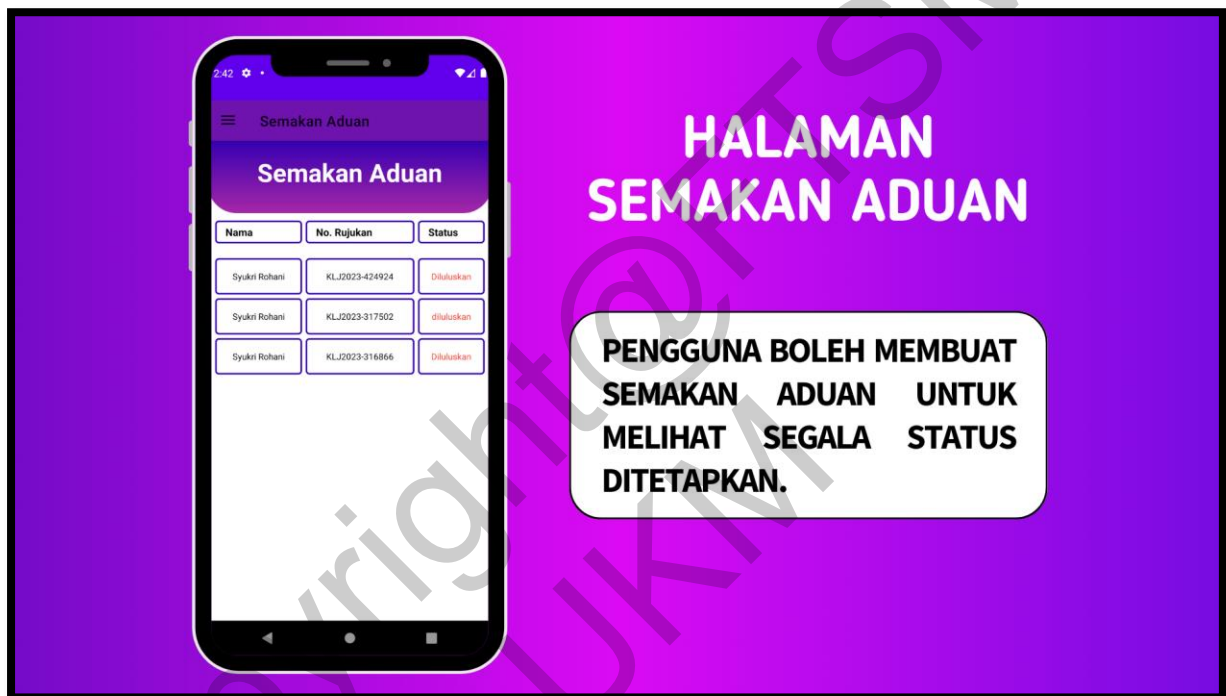 2:42
Semakan Aduan
Semakan Aduan
Nama No. Rujukan Status
Syukri Rohani KLJ2023-424924 Diluluskan
Syukri Rohani KLJ2023-317502 diluluskan
Syukri Rohani KLJ2023-316866 Diluluskan
HALAMAN
SEMAKAN ADUAN
PENGGUNA BOLEH MEMBUAT
SEMAKAN ADUAN UNTUK
MELIHAT SEGALA STATUS
DITETAPKAN.
UKM